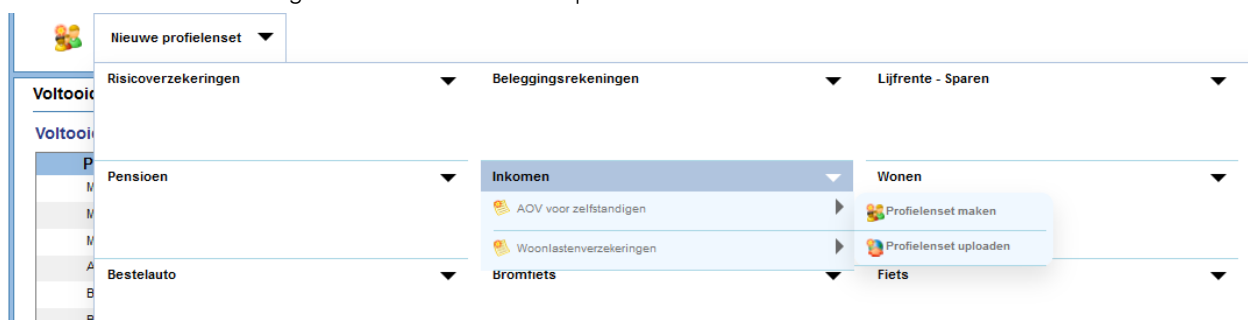 Nieuwe profielenset
Risicoverzekeringen
Beleggingsrekeningen
Lijfrente - Sparen
Pensioen
Inkomen
Wonen
AOV voor zelfstandigen
Profielenset maken
Woonlastenverzekeringen
Profielenset uploaden
Bestelauto
Bromfiets
Fiets
Voltooid
Voltooi
P
M
M
M
A
B